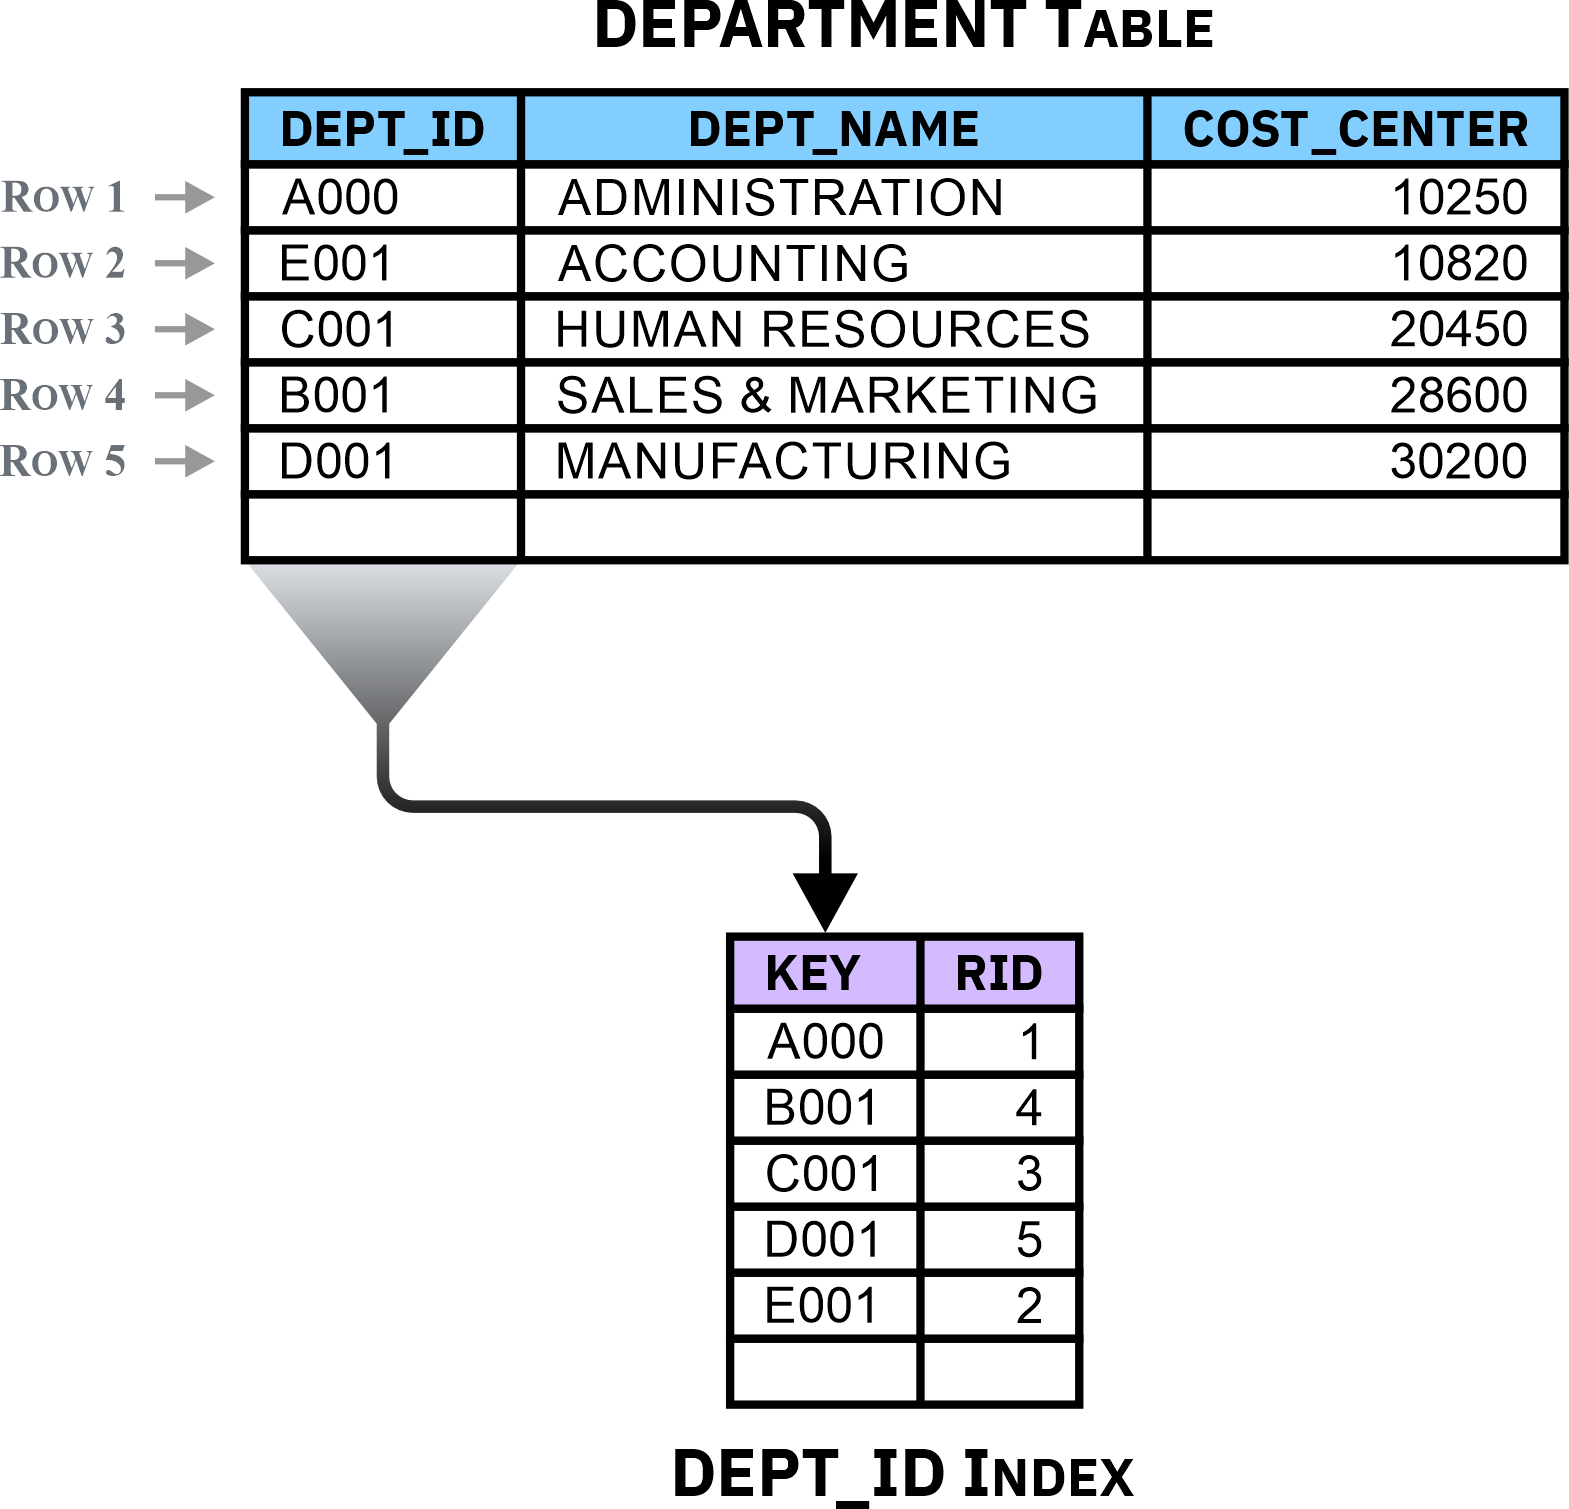 DEPARTMENT TABLE
DEPT_ID DEPT_NAME COST_CENTER
ROW 1 A000 ADMINISTRATION 10250
ROW 2 E001 ACCOUNTING 10820
ROW 3 C001 HUMAN RESOURCES 20450
ROW 4 B001 SALES & MARKETING 28600
ROW 5 D001 MANUFACTURING 30200
KEY RID
A000 1
B001 4
C001 3
D001 5
E001 2
DEPT_ID INDEX